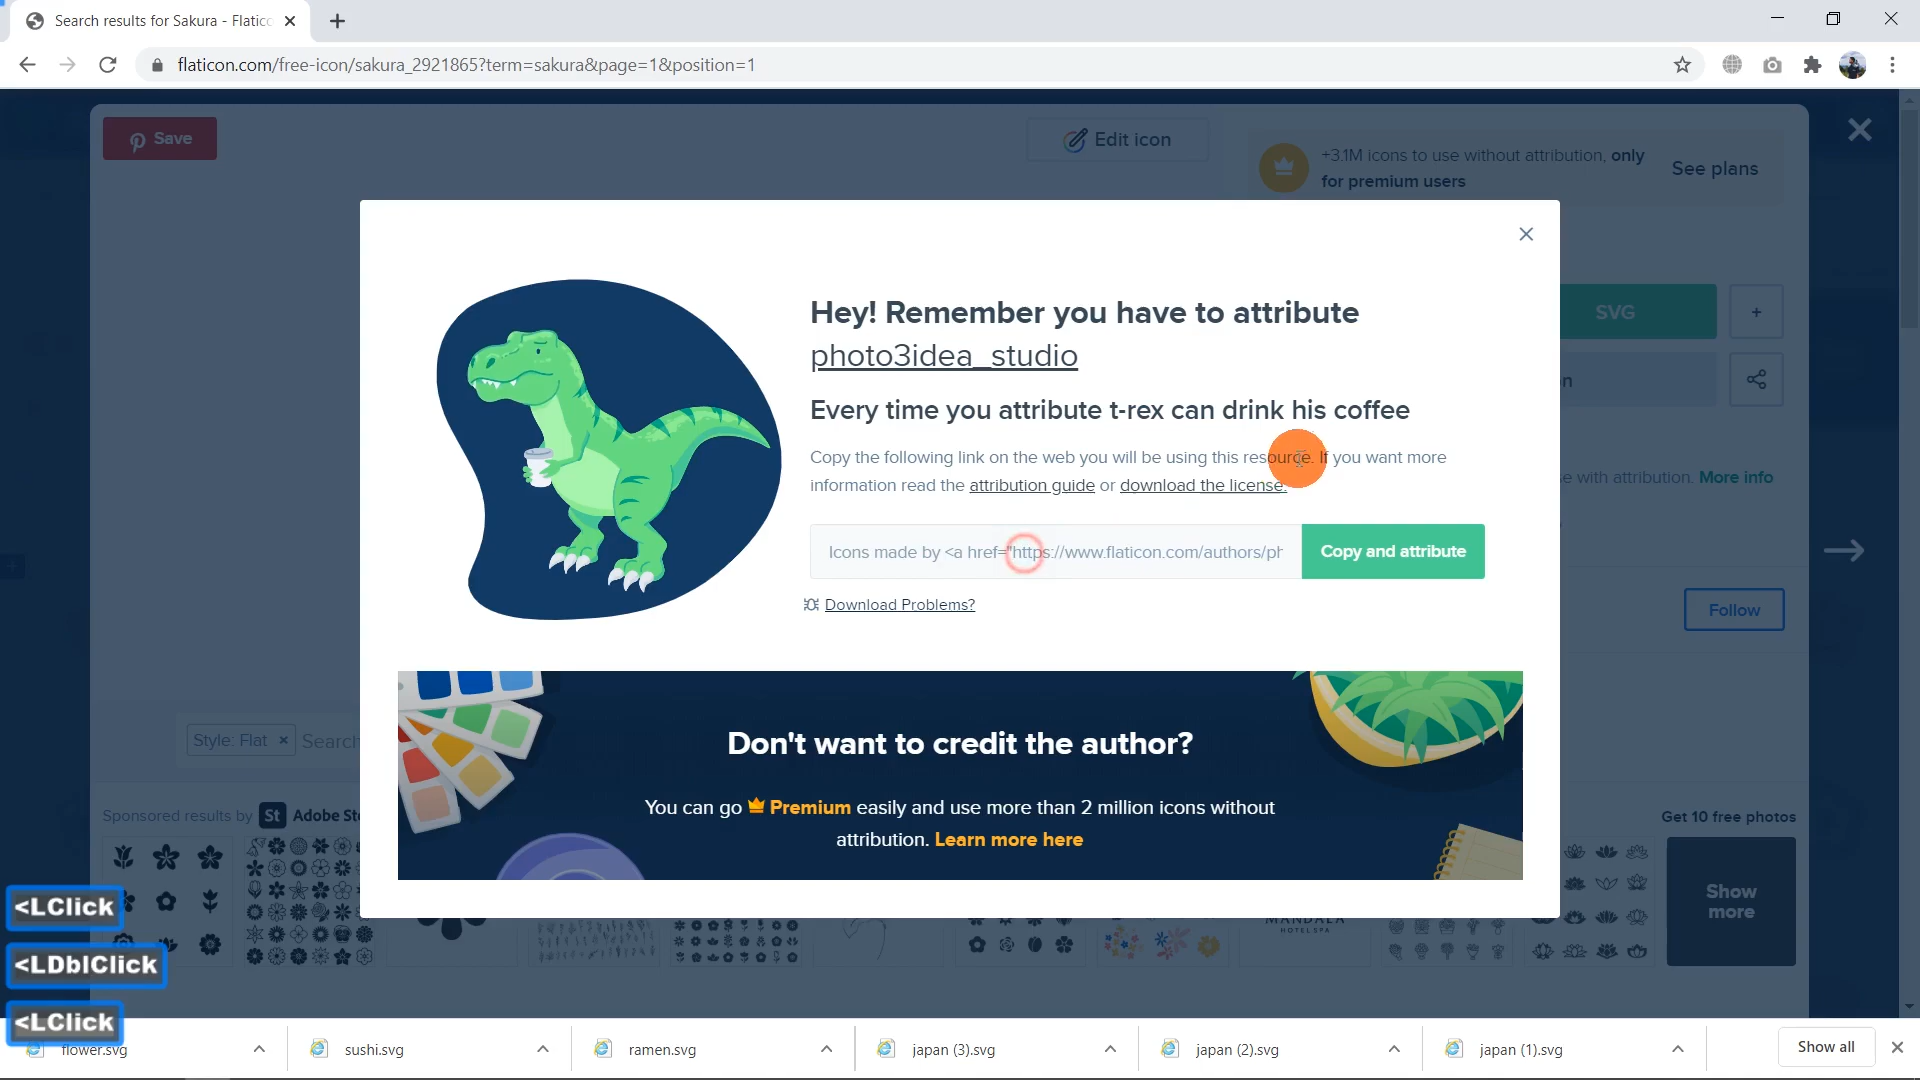 Search results for Sakura - Flatic
flaticon.com/free-icon/sakura_2921865?term=sakura&page=1&position=1
Save
Edit icon
+3.1M icons to use without attribution, only
for premium users
See plans
Hey! Remember you have to attribute
photo3idea_studio
SVG
+
n
Every time you attribute t-rex can drink his coffee
Copy the following link on the web you will be using this resource. If you want more
information read the attribution guide or download the license.
e with attribution. More info
Icons made by <a href="https://www.flaticon.com/authors/ph
Copy and attribute
Download Problems?
Follow
Don't want to credit the author?
Style: Flat ×
Search
You can go Premium easily and use more than 2 million icons without
attribution. Learn more here
Sponsored results by St Adobe Sto
Get 10 free photos
Show
more
MANDALA
HOTEL SPA
<LClick
<LDblClick
<LClick
flower.svg
sushi.svg
ramen.svg
japan (3).svg
japan (2).svg
japan (1).svg
Show all